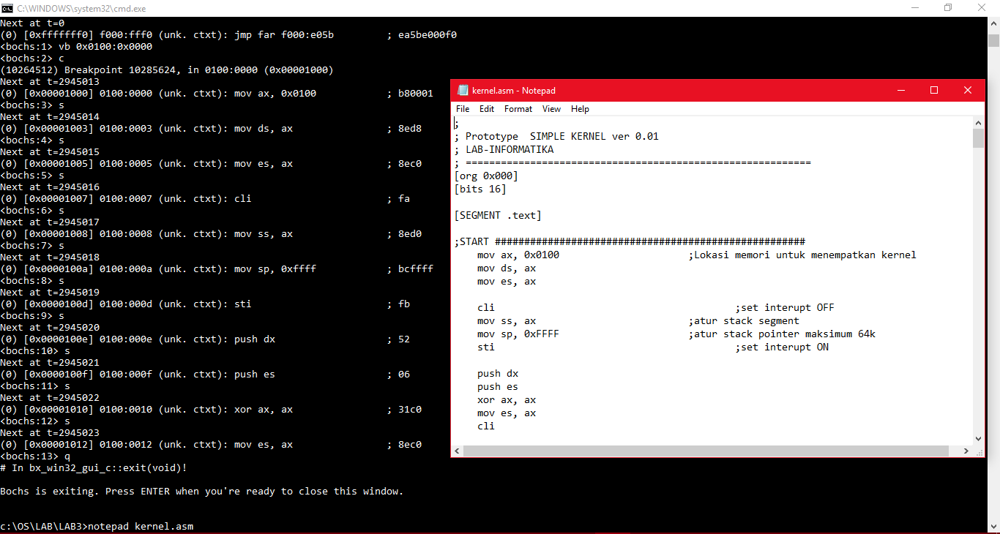 C:\WINDOWS\system32\cmd.exe
Next at t=0
(0) [0xfffffff0] f000:fff0 (unk. ctxt): jmp far f000:e05b         ; ea5be000f0
<bochs:1> vb 0x0100:0x0000
<bochs:2> c
(10264512) Breakpoint 10285624, in 0100:0000 (0x00001000)
Next at t=2945013
(0) [0x00001000] 0100:0000 (unk. ctxt): mov ax, 0x0100            ; b80001
<bochs:3> s
Next at t=2945014
(0) [0x00001003] 0100:0003 (unk. ctxt): mov ds, ax                ; 8ed8
<bochs:4> s
Next at t=2945015
(0) [0x00001005] 0100:0005 (unk. ctxt): mov es, ax                ; 8ec0
<bochs:5> s
Next at t=2945016
(0) [0x00001007] 0100:0007 (unk. ctxt): cli                       ; fa
<bochs:6> s
Next at t=2945017
(0) [0x00001008] 0100:0008 (unk. ctxt): mov ss, ax                ; 8ed0
<bochs:7> s
Next at t=2945018
(0) [0x0000100a] 0100:000a (unk. ctxt): mov sp, 0xffff            ; bcffff
<bochs:8> s
Next at t=2945019
(0) [0x0000100d] 0100:000d (unk. ctxt): sti                       ; fb
<bochs:9> s
Next at t=2945020
(0) [0x0000100e] 0100:000e (unk. ctxt): push dx                   ; 52
<bochs:10> s
Next at t=2945021
(0) [0x0000100f] 0100:000f (unk. ctxt): push es                   ; 06
<bochs:11> s
Next at t=2945022
(0) [0x00001010] 0100:0010 (unk. ctxt): xor ax, ax                ; 31c0
<bochs:12> s
Next at t=2945023
(0) [0x00001012] 0100:0012 (unk. ctxt): mov es, ax                ; 8ec0
<bochs:13> q
# In bx_win32_gui_c::exit(void)!

Bochs is exiting. Press ENTER when you're ready to close this window.

c:\OS\LAB\LAB3>notepad kernel.asm
kernel.asm - Notepad
File Edit Format View Help
;
; Prototype  SIMPLE KERNEL ver 0.01
; LAB-INFORMATIKA
; ===========================================================
[org 0x000]
[bits 16]

[SEGMENT .text]

;START #####################################################
    mov ax, 0x0100                      ;Lokasi memori untuk menempatkan kernel
    mov ds, ax
    mov es, ax

    cli                                         ;set interupt OFF
    mov ss, ax                          ;atur stack segment
    mov sp, 0xFFFF                      ;atur stack pointer maksimum 64k
    sti                                         ;set interupt ON

    push dx
    push es
    xor ax, ax
    mov es, ax
    cli